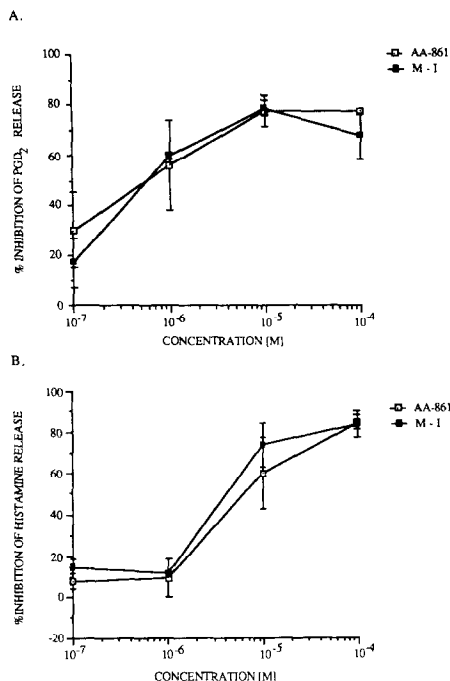 A.
AA-861
M - I
100
80
60
40
20
0
% INHIBITION OF PGD2 RELEASE
10-7
10-6
10-5
10-4
CONCENTRATION [M]
B.
AA-861
M - I
100
80
60
40
20
0
-20
%INHIBITION OF HISTAMINE RELEASE
10-7
10-6
10-5
10-4
CONCENTRATION [M]